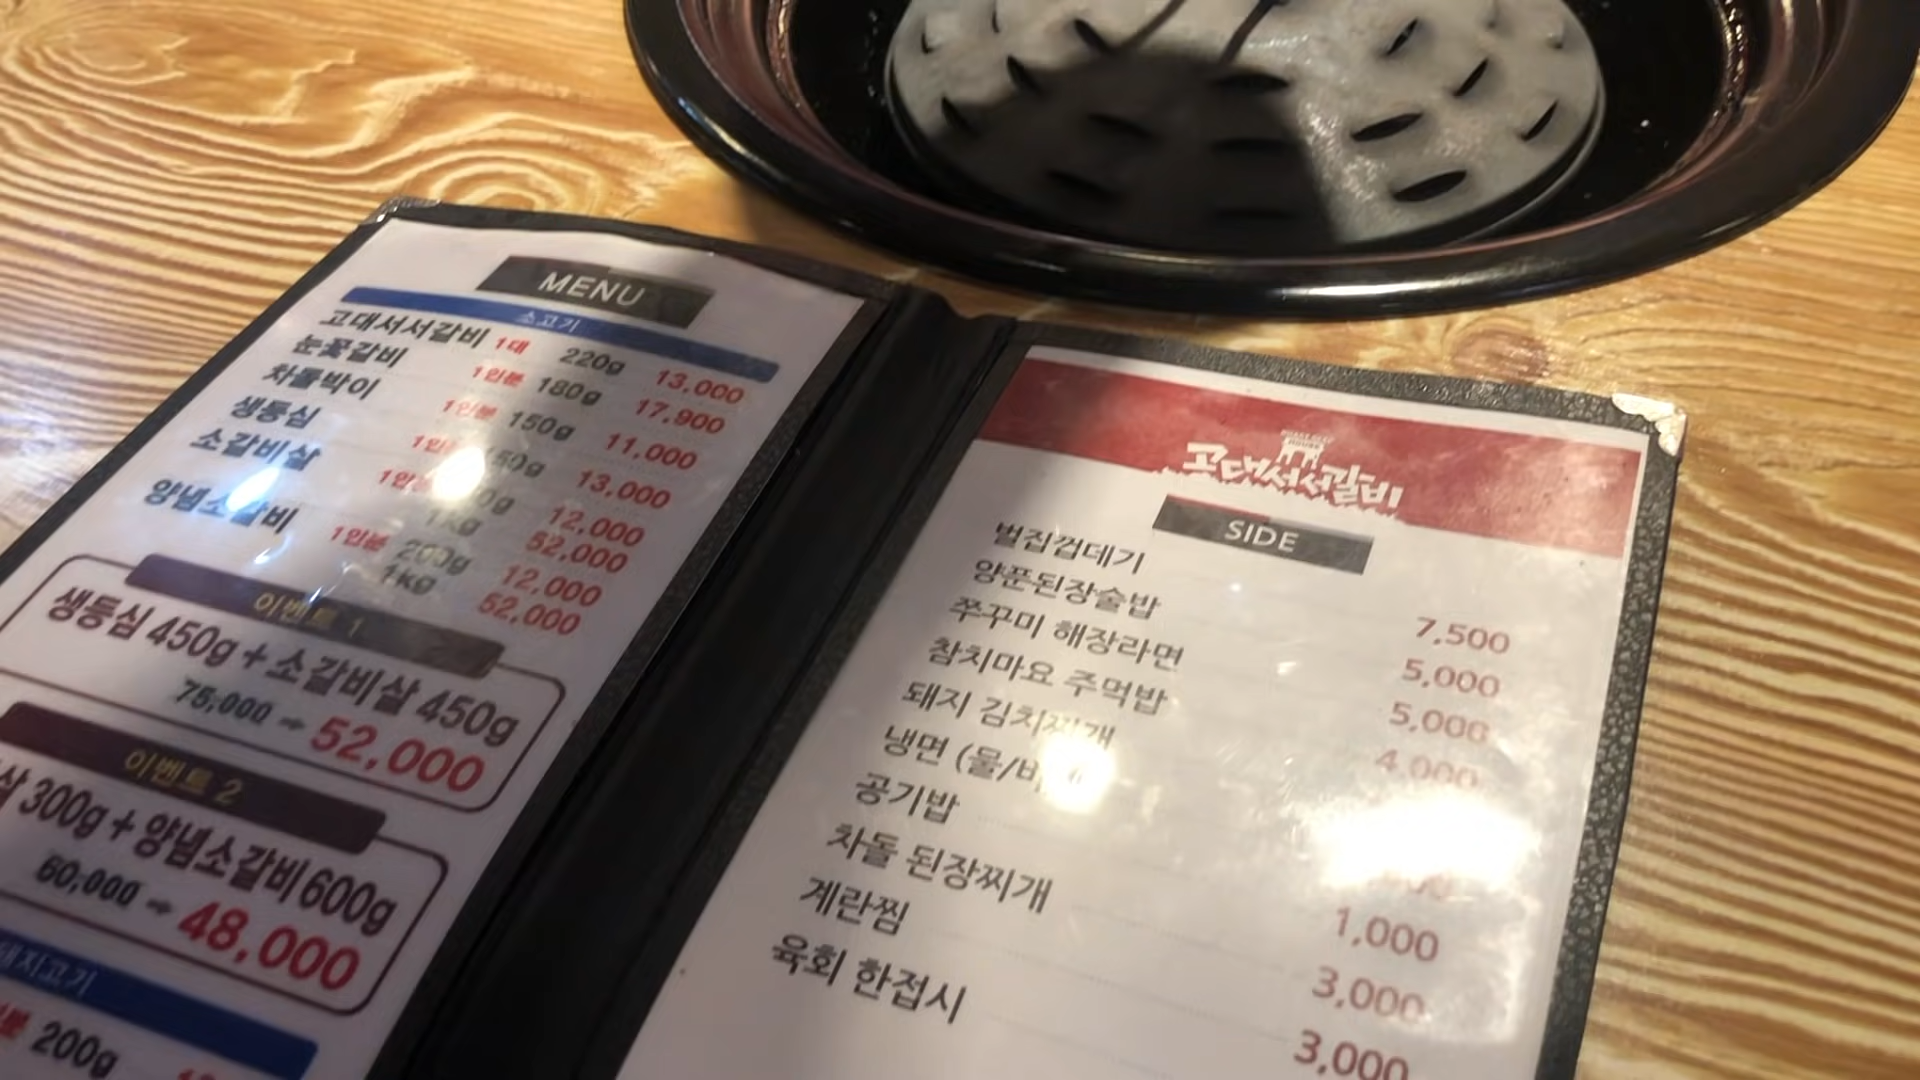 MENU
소고기
고대서서갈비 1대 220g 13,000
눈꽃갈비 1인분 180g 17,900
차돌박이 1인분 150g 11,000
생등심 13,000
소갈비살 12,000
1kg 52,000
양념소갈비 1인분 200g 12,000
1kg 52,000
이벤트 1
생등심 450g + 소갈비살 450g
75,000 → 52,000
이벤트 2
살 300g + 양념소갈비 600g
60,000 → 48,000
돼지고기
200g
고대서서갈비
SIDE
벌집껍데기 7,500
양푼된장술밥 5,000
쭈꾸미 해장라면 5,000
참치마요 주먹밥 4,000
돼지 김치찌개
냉면 (물/비
공기밥 1,000
차돌 된장찌개 3,000
계란찜 3,000
육회 한접시